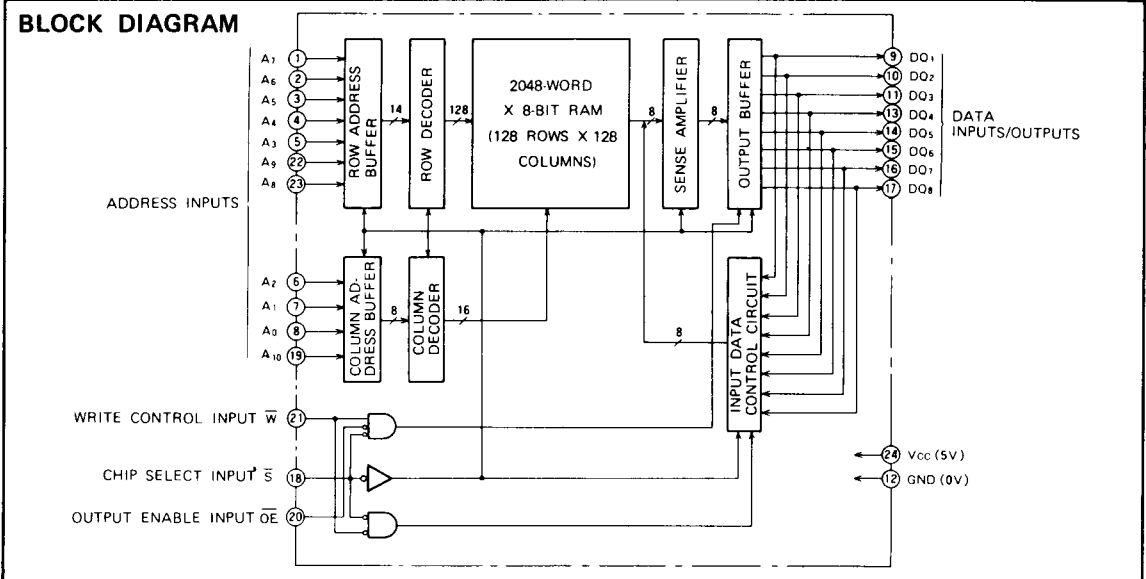 BLOCK DIAGRAM
A₇ 1
A₆ 2
A₅ 3
A₄ 4
A₃ 5
A₉ 22
A₈ 23
ADDRESS INPUTS
A₂ 6
A₁ 7
A₀ 8
A₁₀ 19
ROW ADDRESS
BUFFER
14
ROW DECODER
128
2048-WORD
X 8-BIT RAM
(128 ROWS X 128
COLUMNS)
8
SENSE AMPLIFIER
8
OUTPUT BUFFER
9 DQ₁
10 DQ₂
11 DQ₃
13 DQ₄
14 DQ₅
15 DQ₆
16 DQ₇
17 DQ₈
DATA
INPUTS/OUTPUTS
COLUMN AD-
DRESS BUFFER
8
COLUMN
DECODER
16
8
INPUT DATA
CONTROL CIRCUIT
WRITE CONTROL INPUT W̅ 21
CHIP SELECT INPUT S̅ 18
OUTPUT ENABLE INPUT O̅E̅ 20
24 Vcc (5V)
12 GND (0V)